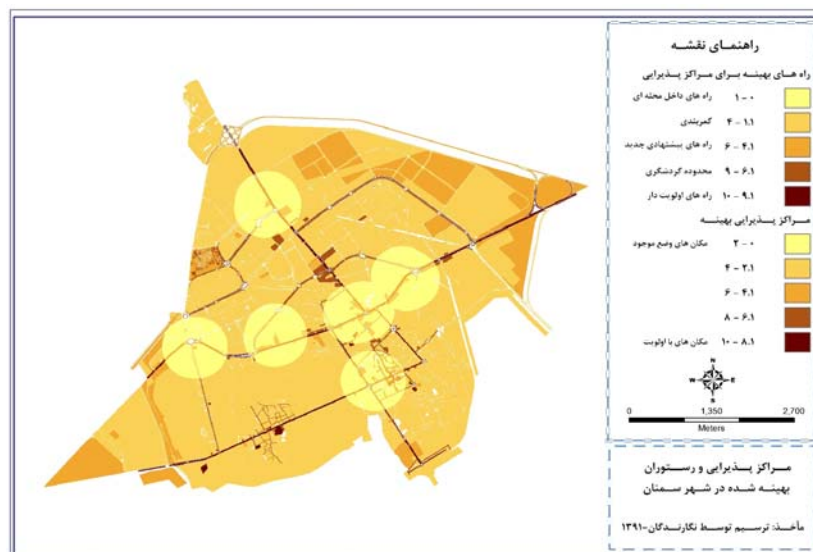 راهنمای نقشه
راه های بهینه برای مراکز پذیرایی
۰ - ۱ راه های داخل محله ای
۱.۱ - ۴ کمربندی
۴.۱ - ۶ راه های پیشنهادی جدید
۶.۱ - ۹ محدوده گردشگری
۹.۱ - ۱۰ راه های اولویت دار
مراکز پذیرایی بهینه
۰ - ۲ مکان های وضع موجود
۲.۱ - ۴
۴.۱ - ۶
۶.۱ - ۸
۸.۱ - ۱۰ مکان های با اولویت
N
W E
S
0 1,350 2,700
Meters
مراکز پذیرایی و رستوران
بهینه شده در شهر سمنان
مأخذ: ترسیم توسط نگارندگان-۱۳۹۱